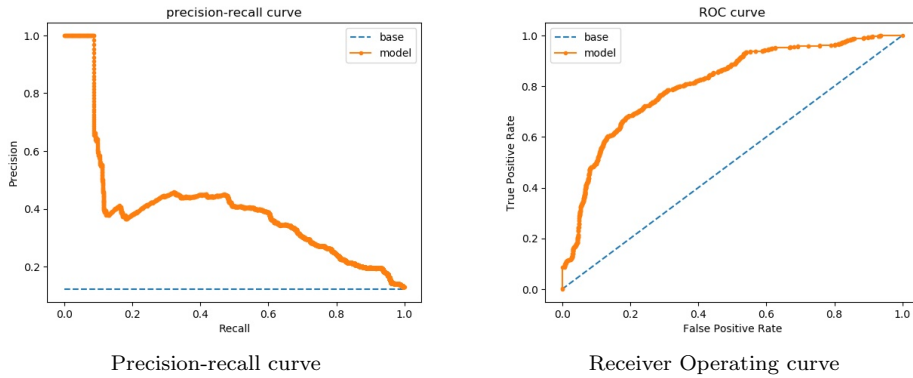 precision-recall curve
base
model
1.0
0.8
0.6
0.4
0.2
Precision
0.0 0.2 0.4 0.6 0.8 1.0
Recall
Precision-recall curve
ROC curve
base
model
1.0
0.8
0.6
0.4
0.2
0.0
True Positive Rate
0.0 0.2 0.4 0.6 0.8 1.0
False Positive Rate
Receiver Operating curve